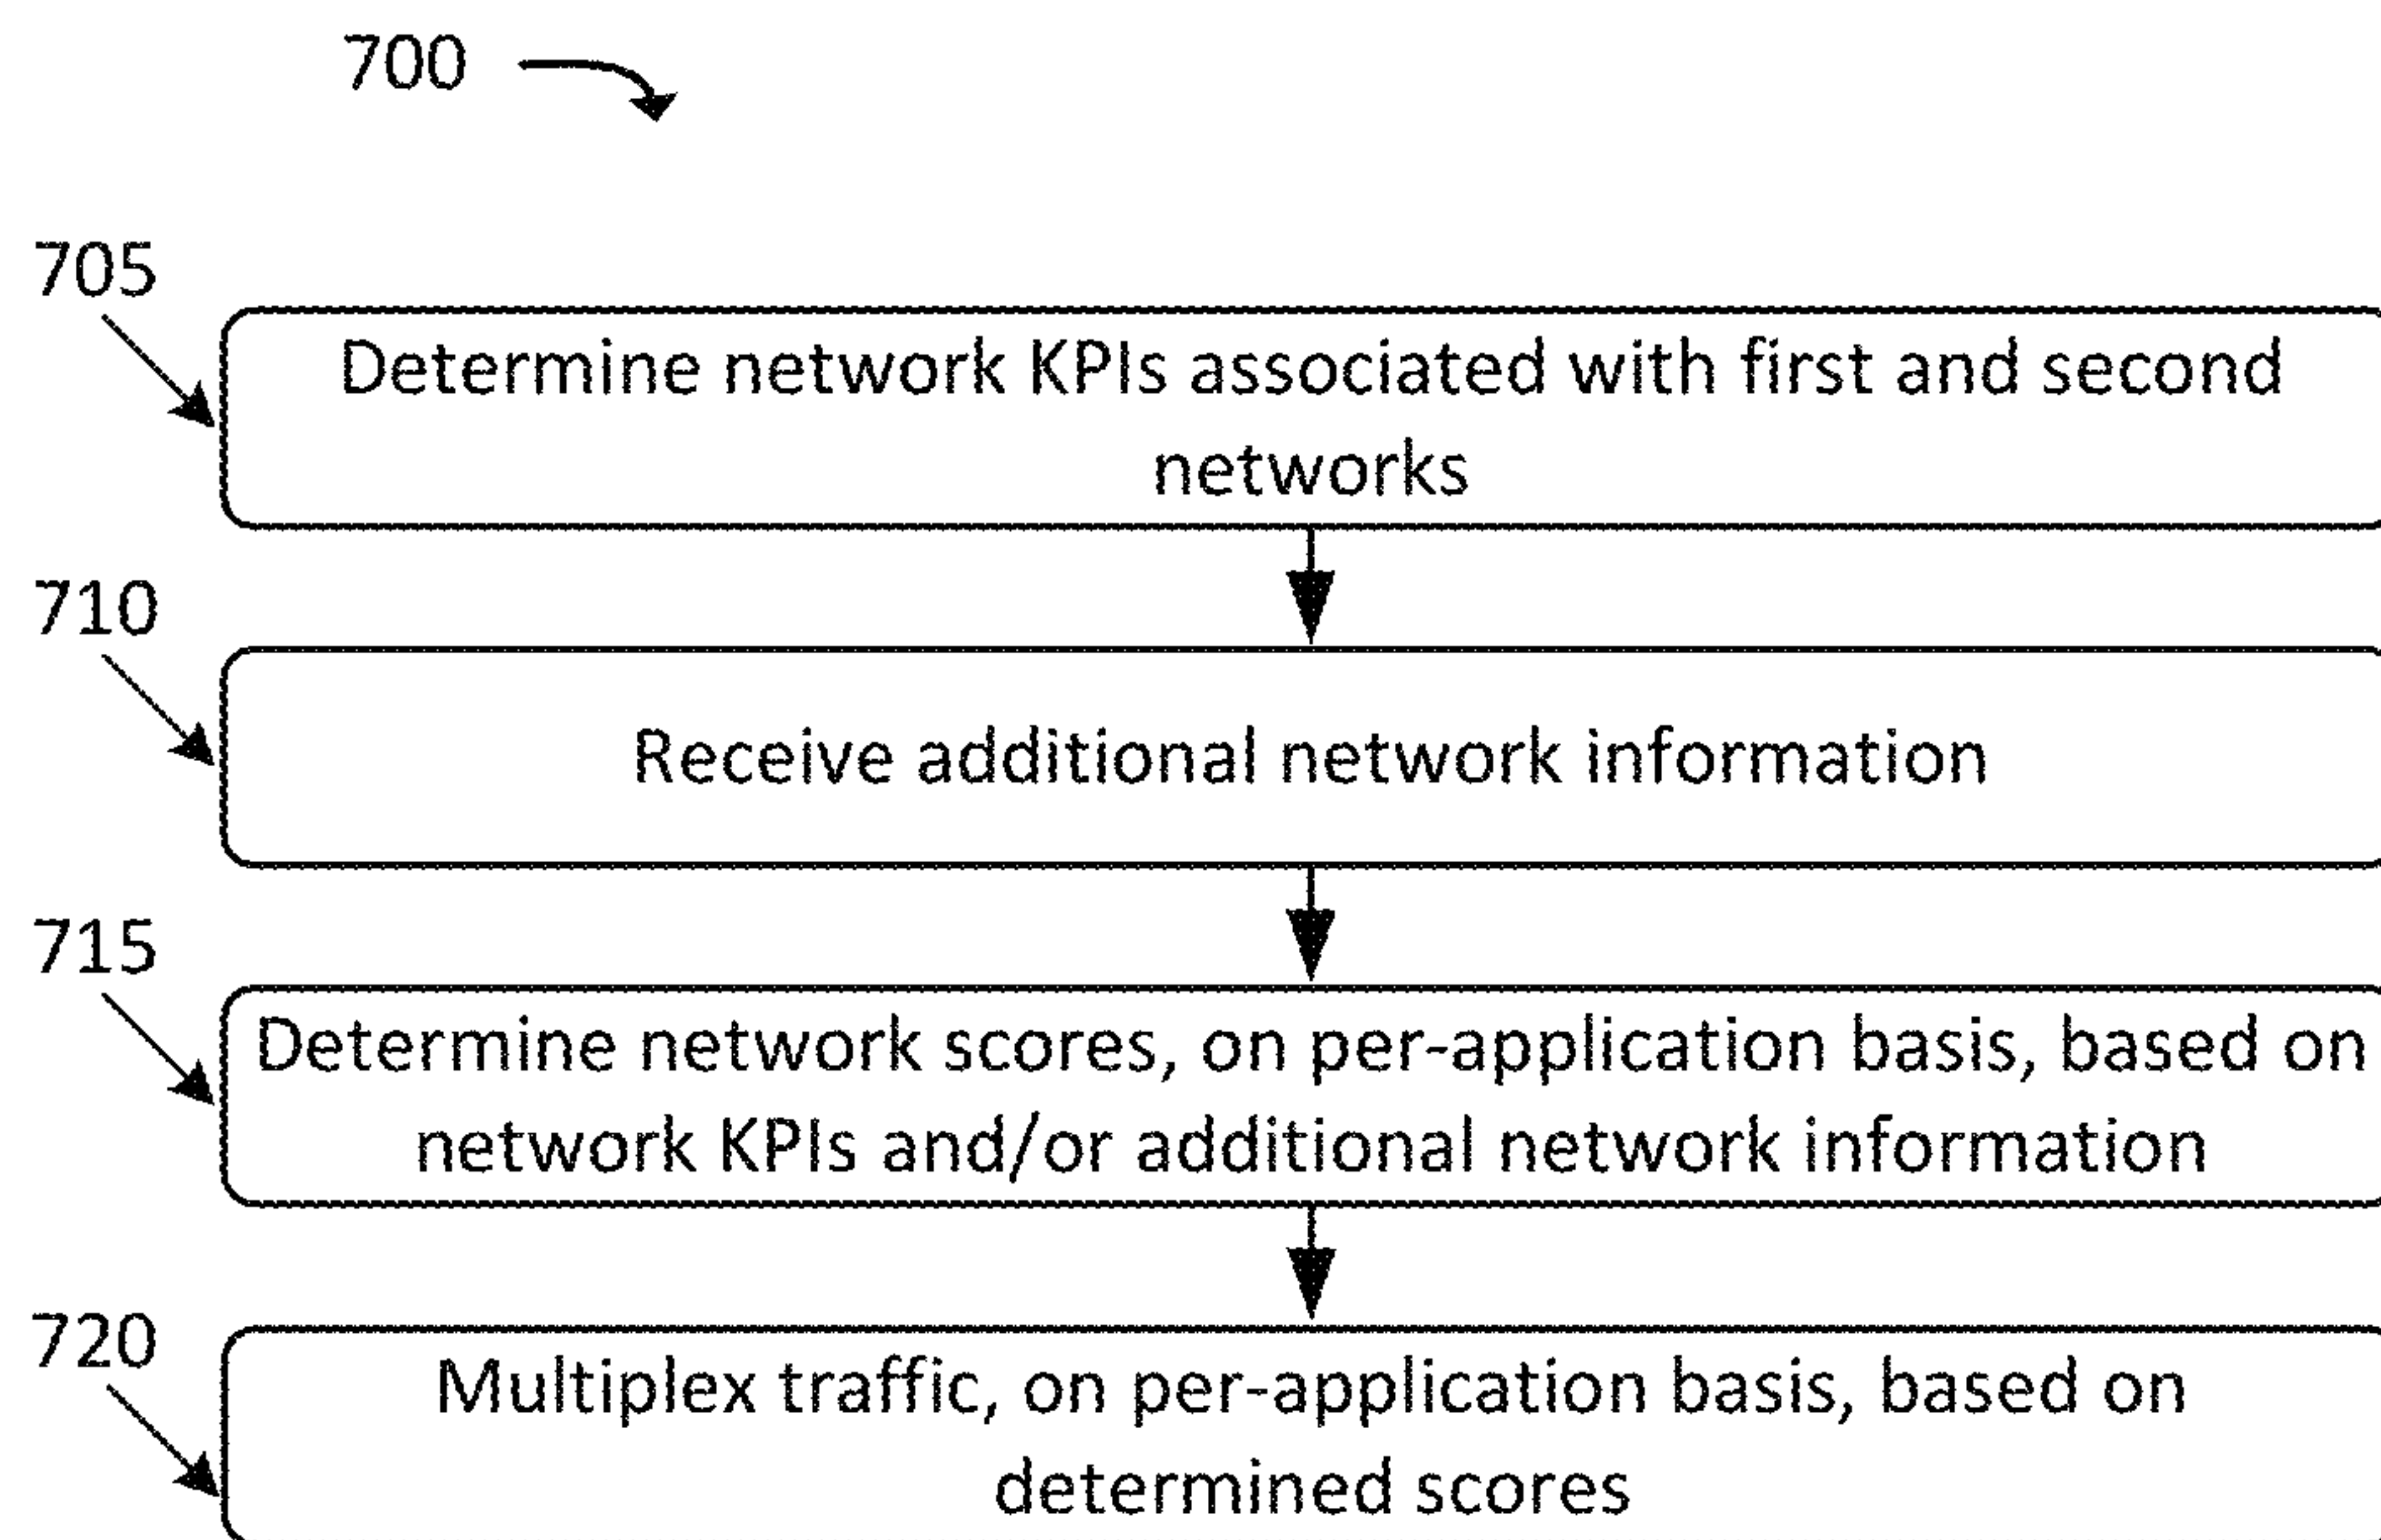 700
705
Determine network KPIs associated with first and second
networks
710
Receive additional network information
715
Determine network scores, on per-application basis, based on
network KPIs and/or additional network information
720
Multiplex traffic, on per-application basis, based on
determined scores